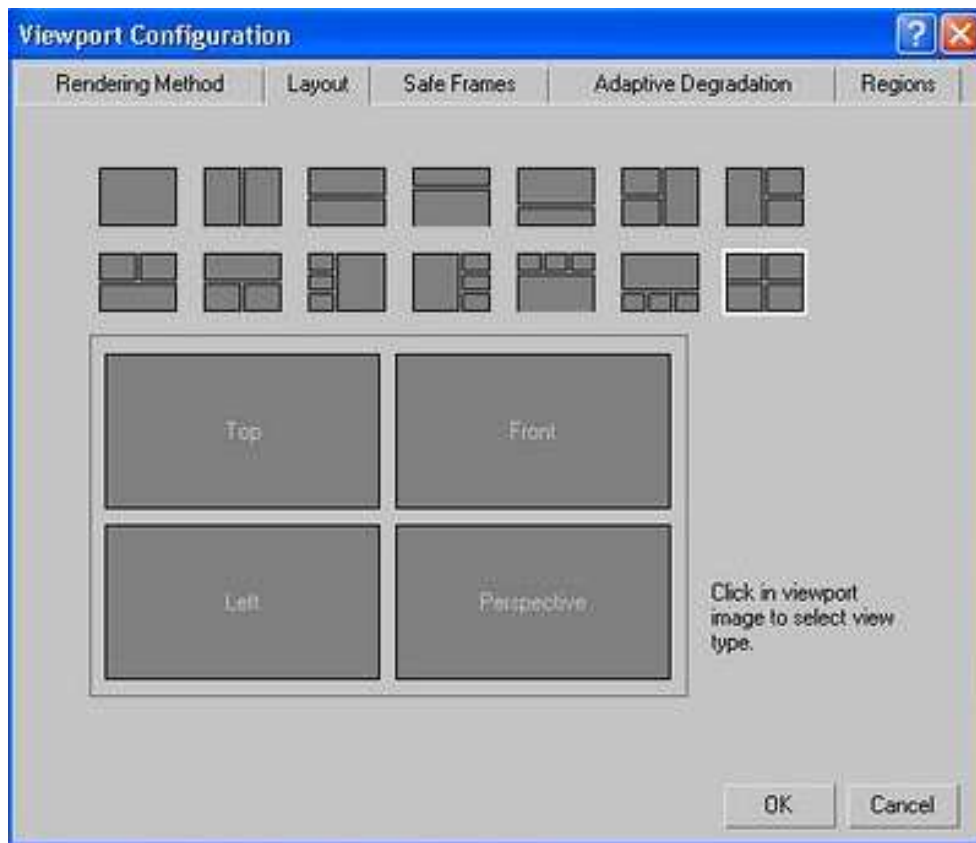 Viewport Configuration
Rendering Method Layout Safe Frames Adaptive Degradation Regions
Top Front
Left Perspective
Click in viewport
image to select view
type.
OK Cancel